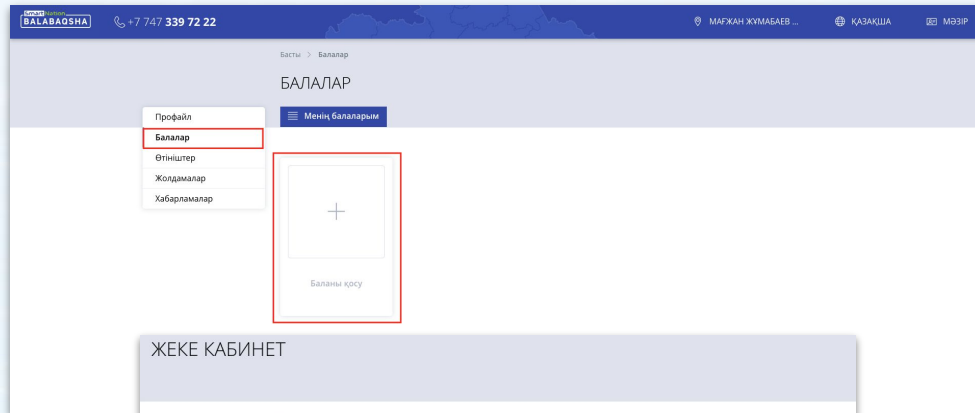 Smart Nation
BALABAQSHA
+7 747 339 72 22
МАҒЖАН ЖҰМАБАЕВ ...
ҚАЗАҚША
МӘЗІР
Басты > Балалар
БАЛАЛАР
Менің балаларым
Профайл
Балалар
Өтініштер
Жолдамалар
Хабарламалар
Баланы қосу
ЖЕКЕ КАБИНЕТ